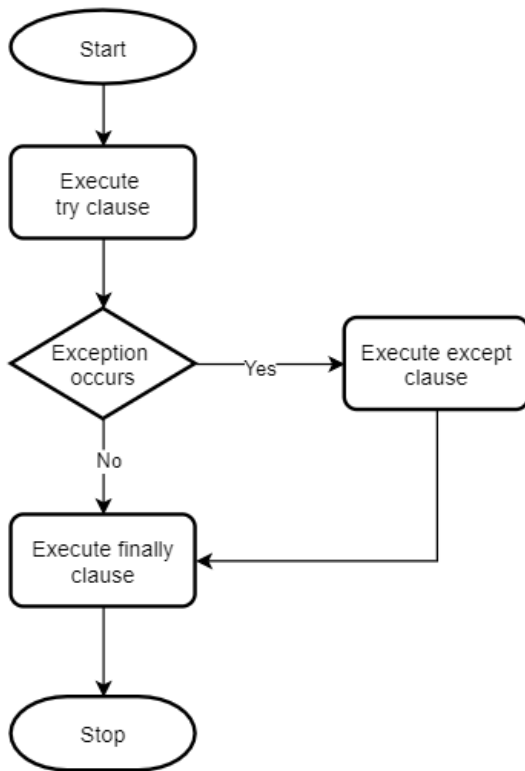 Start
Execute
try clause
Exception
occurs
Yes
Execute except
clause
No
Execute finally
clause
Stop